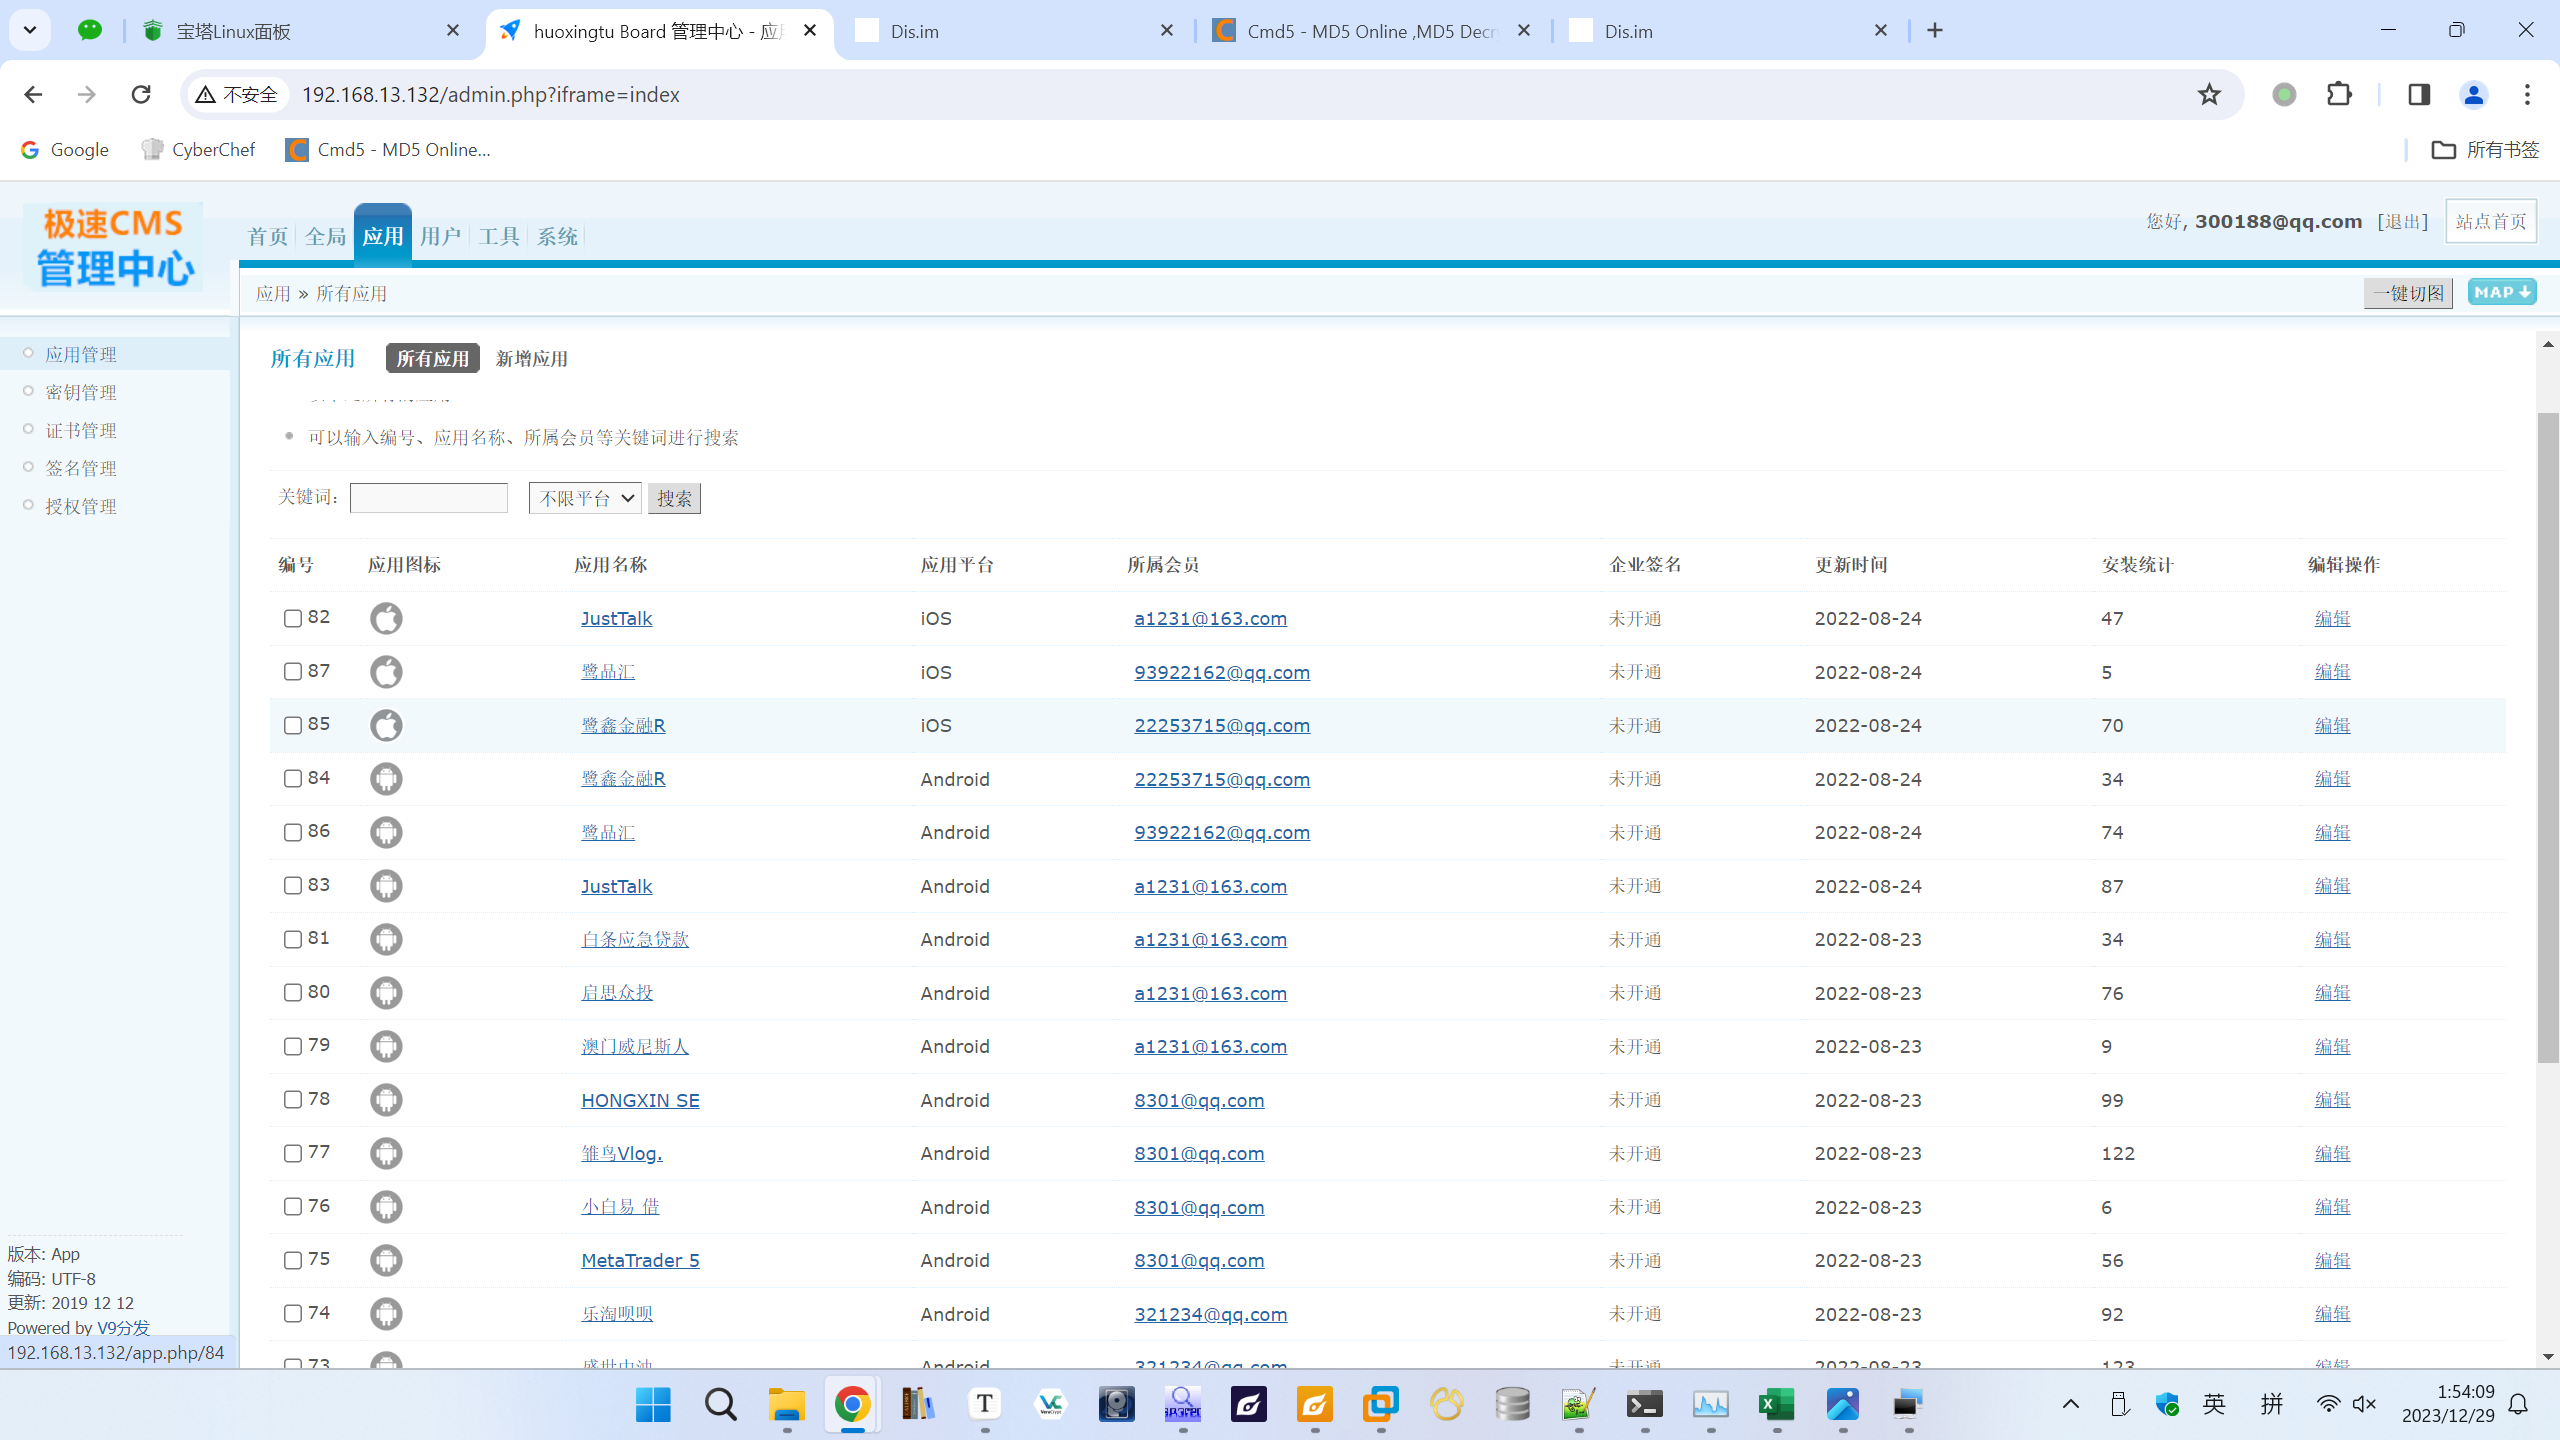 宝塔Linux面板
huoxingtu Board 管理中心 - 应
Dis.im
Cmd5 - MD5 Online ,MD5 Decr
Dis.im
不安全 192.168.13.132/admin.php?iframe=index
Google CyberChef Cmd5 - MD5 Online... 所有书签
极速CMS
管理中心
首页 全局 应用 用户 工具 系统
您好, 300188@qq.com [退出] 站点首页
应用 » 所有应用 一键切图 MAP
应用管理
密钥管理
证书管理
签名管理
授权管理
所有应用 所有应用 新增应用
可以输入编号、应用名称、所属会员等关键词进行搜索
关键词: 不限平台 搜索
编号 应用图标 应用名称 应用平台 所属会员 企业签名 更新时间 安装统计 编辑操作
82 JustTalk iOS a1231@163.com 未开通 2022-08-24 47 编辑
87 鹭品汇 iOS 93922162@qq.com 未开通 2022-08-24 5 编辑
85 鹭鑫金融R iOS 22253715@qq.com 未开通 2022-08-24 70 编辑
84 鹭鑫金融R Android 22253715@qq.com 未开通 2022-08-24 34 编辑
86 鹭品汇 Android 93922162@qq.com 未开通 2022-08-24 74 编辑
83 JustTalk Android a1231@163.com 未开通 2022-08-24 87 编辑
81 白条应急贷款 Android a1231@163.com 未开通 2022-08-23 34 编辑
80 启思众投 Android a1231@163.com 未开通 2022-08-23 76 编辑
79 澳门威尼斯人 Android a1231@163.com 未开通 2022-08-23 9 编辑
78 HONGXIN SE Android 8301@qq.com 未开通 2022-08-23 99 编辑
77 雏鸟Vlog. Android 8301@qq.com 未开通 2022-08-23 122 编辑
76 小白易 借 Android 8301@qq.com 未开通 2022-08-23 6 编辑
75 MetaTrader 5 Android 8301@qq.com 未开通 2022-08-23 56 编辑
74 乐淘呗呗 Android 321234@qq.com 未开通 2022-08-23 92 编辑
73 Android 321234@qq.com 未开通 2022-08-23 123 编辑
版本: App
编码: UTF-8
更新: 2019 12 12
Powered by V9分发
192.168.13.132/app.php/84
英 拼 1:54:09
2023/12/29